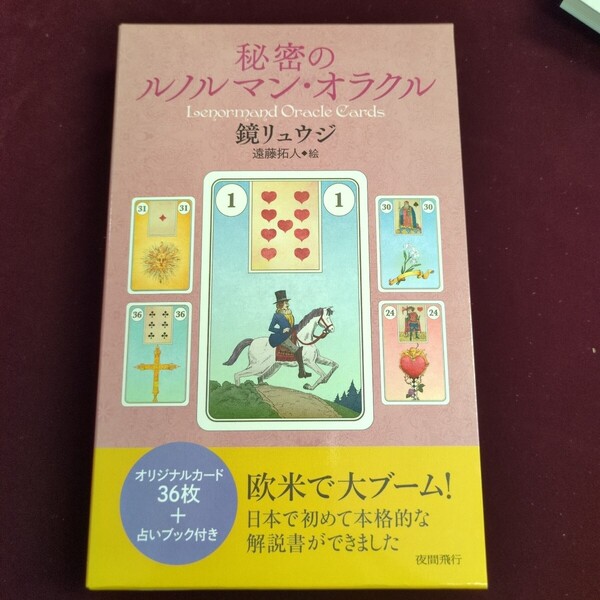 秘密の
ルノルマン・オラクル
Lenormand Oracle Cards
鏡リュウジ
遠藤拓人◆絵
1 1
31 31
30 30
36 36
24 24
オリジナルカード
36枚
＋
占いブック付き
欧米で大ブーム!
日本で初めて本格的な
解説書ができました
夜間飛行